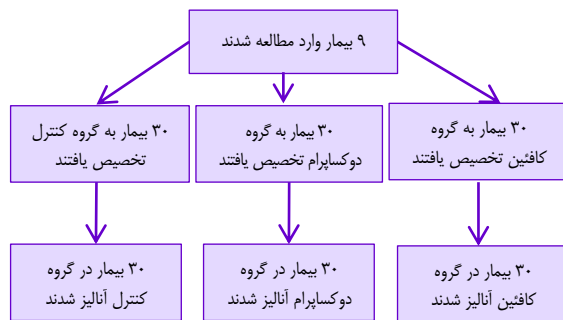 ۹ بیمار وارد مطالعه شدند
۳۰ بیمار به گروه
کافئین تخصیص یافتند
۳۰ بیمار به گروه
دوکساپرام تخصیص یافتند
۳۰ بیمار به گروه کنترل
تخصیص یافتند
۳۰ بیمار در گروه
کافئین آنالیز شدند
۳۰ بیمار در گروه
دوکساپرام آنالیز شدند
۳۰ بیمار در گروه
کنترل آنالیز شدند